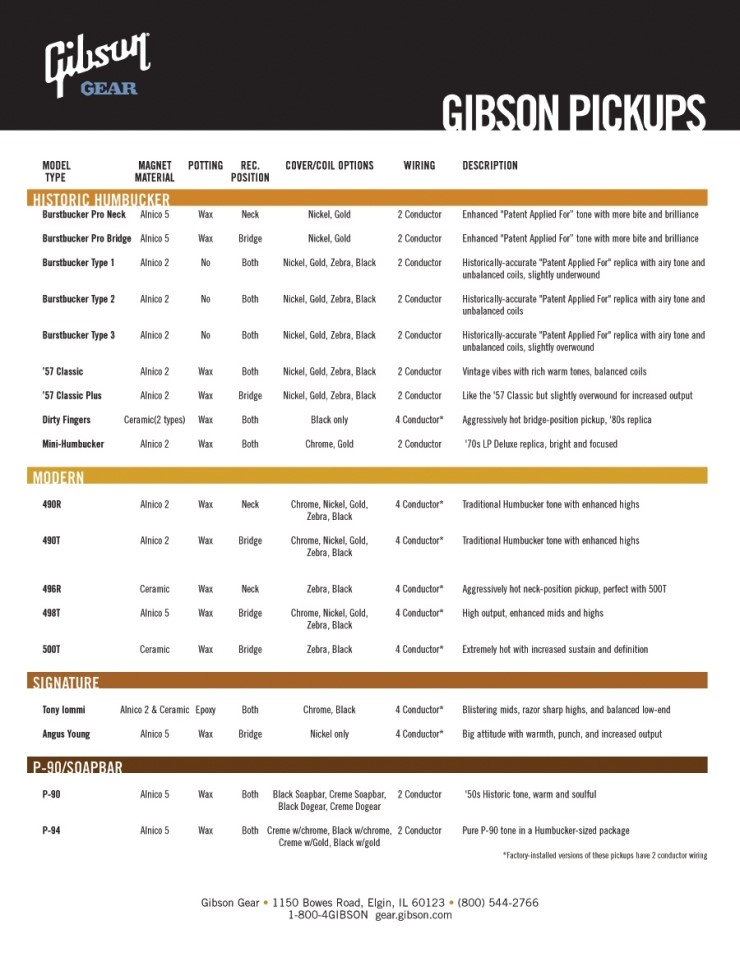 Gibson
GEAR
GIBSON PICKUPS
MODEL TYPE MAGNET MATERIAL POTTING REC. POSITION COVER/COIL OPTIONS WIRING DESCRIPTION
HISTORIC HUMBUCKER
Burstbucker Pro Neck Alnico 5 Wax Neck Nickel, Gold 2 Conductor Enhanced "Patent Applied For" tone with more bite and brilliance
Burstbucker Pro Bridge Alnico 5 Wax Bridge Nickel, Gold 2 Conductor Enhanced "Patent Applied For" tone with more bite and brilliance
Burstbucker Type 1 Alnico 2 No Both Nickel, Gold, Zebra, Black 2 Conductor Historically-accurate "Patent Applied For" replica with airy tone and
unbalanced coils, slightly underwound
Burstbucker Type 2 Alnico 2 No Both Nickel, Gold, Zebra, Black 2 Conductor Historically-accurate "Patent Applied For" replica with airy tone and
unbalanced coils
Burstbucker Type 3 Alnico 2 No Both Nickel, Gold, Zebra, Black 2 Conductor Historically-accurate "Patent Applied For" replica with airy tone and
unbalanced coils, slightly overwound
'57 Classic Alnico 2 Wax Both Nickel, Gold, Zebra, Black 2 Conductor Vintage vibes with rich warm tones, balanced coils
'57 Classic Plus Alnico 2 Wax Bridge Nickel, Gold, Zebra, Black 2 Conductor Like the '57 Classic but slightly overwound for increased output
Dirty Fingers Ceramic(2 types) Wax Both Black only 4 Conductor* Aggressively hot bridge-position pickup, '80s replica
Mini-Humbucker Alnico 2 Wax Both Chrome, Gold 2 Conductor '70s LP Deluxe replica, bright and focused
MODERN
490R Alnico 2 Wax Neck Chrome, Nickel, Gold, 4 Conductor* Traditional Humbucker tone with enhanced highs
Zebra, Black
490T Alnico 2 Wax Bridge Chrome, Nickel, Gold, 4 Conductor* Traditional Humbucker tone with enhanced highs
Zebra, Black
496R Ceramic Wax Neck Zebra, Black 4 Conductor* Aggressively hot neck-position pickup, perfect with 500T
498T Alnico 5 Wax Bridge Chrome, Nickel, Gold, 4 Conductor* High output, enhanced mids and highs
Zebra, Black
500T Ceramic Wax Bridge Zebra, Black 4 Conductor* Extremely hot with increased sustain and definition
SIGNATURE
Tony Iommi Alnico 2 & Ceramic Epoxy Both Chrome, Black 4 Conductor* Blistering mids, razor sharp highs, and balanced low-end
Angus Young Alnico 5 Wax Bridge Nickel only 4 Conductor* Big attitude with warmth, punch, and increased output
P-90/SOAPBAR
P-90 Alnico 5 Wax Both Black Soapbar, Creme Soapbar, 2 Conductor '50s Historic tone, warm and soulful
Black Dogear, Creme Dogear
P-94 Alnico 5 Wax Both Creme w/chrome, Black w/chrome, 2 Conductor Pure P-90 tone in a Humbucker-sized package
Creme w/Gold, Black w/gold
*Factory-installed versions of these pickups have 2 conductor wiring
Gibson Gear • 1150 Bowes Road, Elgin, IL 60123 • (800) 544-2766
1-800-4GIBSON gear.gibson.com